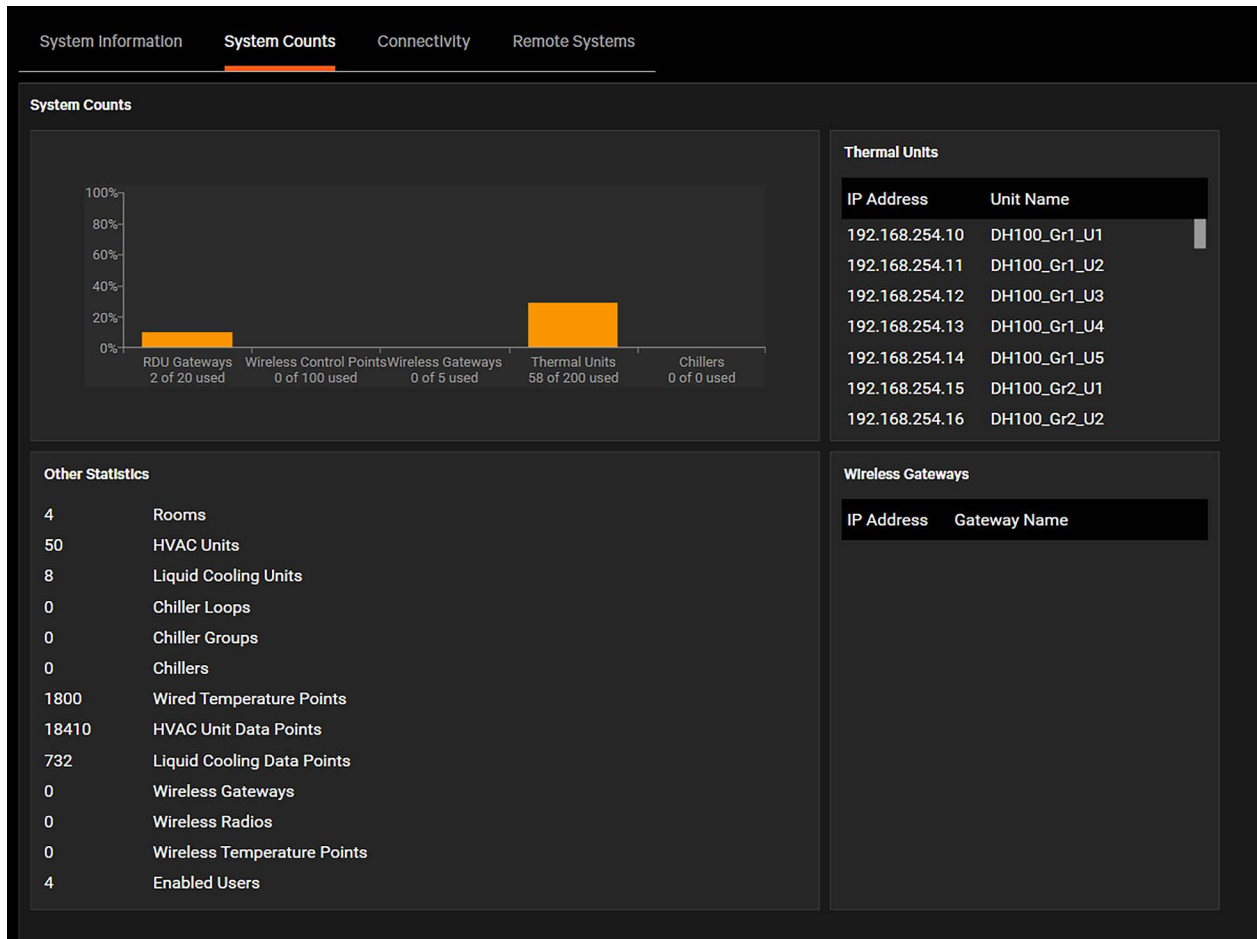 System Information System Counts Connectivity Remote Systems
System Counts
100%
80%
60%
40%
20%
0%
RDU Gateways Wireless Control Points Wireless Gateways Thermal Units Chillers
2 of 20 used 0 of 100 used 0 of 5 used 58 of 200 used 0 of 0 used
Thermal Units
IP Address Unit Name
192.168.254.10 DH100_Gr1_U1
192.168.254.11 DH100_Gr1_U2
192.168.254.12 DH100_Gr1_U3
192.168.254.13 DH100_Gr1_U4
192.168.254.14 DH100_Gr1_U5
192.168.254.15 DH100_Gr2_U1
192.168.254.16 DH100_Gr2_U2
Other Statistics
4 Rooms
50 HVAC Units
8 Liquid Cooling Units
0 Chiller Loops
0 Chiller Groups
0 Chillers
1800 Wired Temperature Points
18410 HVAC Unit Data Points
732 Liquid Cooling Data Points
0 Wireless Gateways
0 Wireless Radios
0 Wireless Temperature Points
4 Enabled Users
Wireless Gateways
IP Address Gateway Name